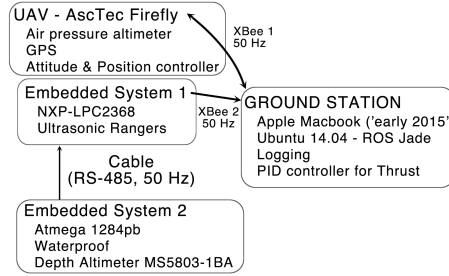 UAV - AscTec Firefly
Air pressure altimeter
GPS
Attitude & Position controller
XBee 1
50 Hz
Embedded System 1
NXP-LPC2368
Ultrasonic Rangers
XBee 2
50 Hz
GROUND STATION
Apple Macbook ('early 2015'
Ubuntu 14.04 - ROS Jade
Logging
PID controller for Thrust
Cable
(RS-485, 50 Hz)
Embedded System 2
Atmega 1284pb
Waterproof
Depth Altimeter MS5803-1BA